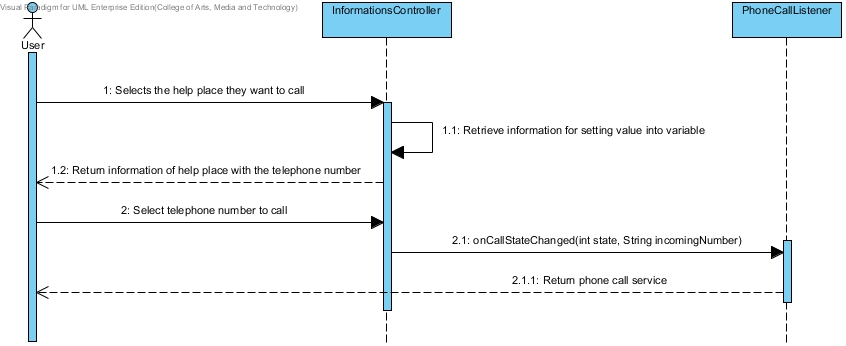 Visual Paradigm for UML Enterprise Edition(College of Arts, Media and Technology)
InformationsController
PhoneCallListener
User
1: Selects the help place they want to call
1.1: Retrieve information for setting value into variable
1.2: Return information of help place with the telephone number
2: Select telephone number to call
2.1: onCallStateChanged(int state, String incomingNumber)
2.1.1: Return phone call service